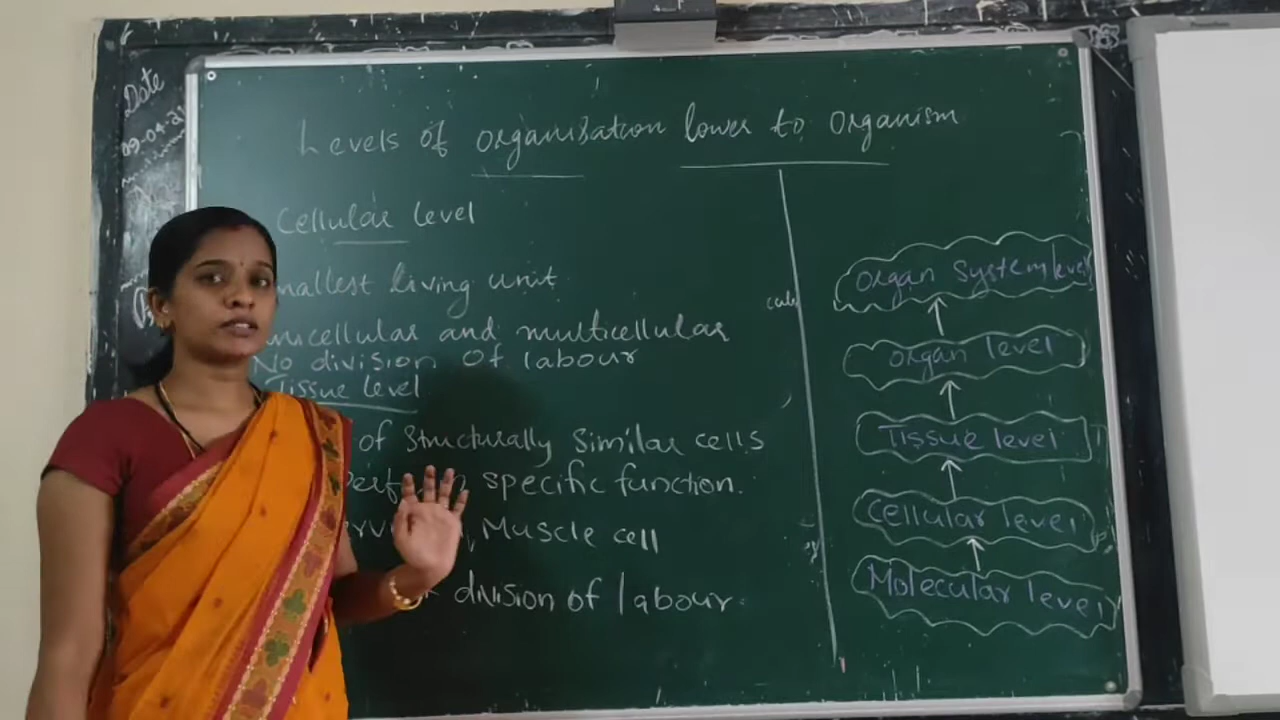 Date
09-04-21
Levels of organisation lower to organism
Cellular level
mallest living unit
nicellular and multicellular
No division of labour
Tissue level
of structurally similar cells
specific function.
Muscle cell
division of labour.
Organ system level
organ level
Tissue level
Cellular level
Molecular level